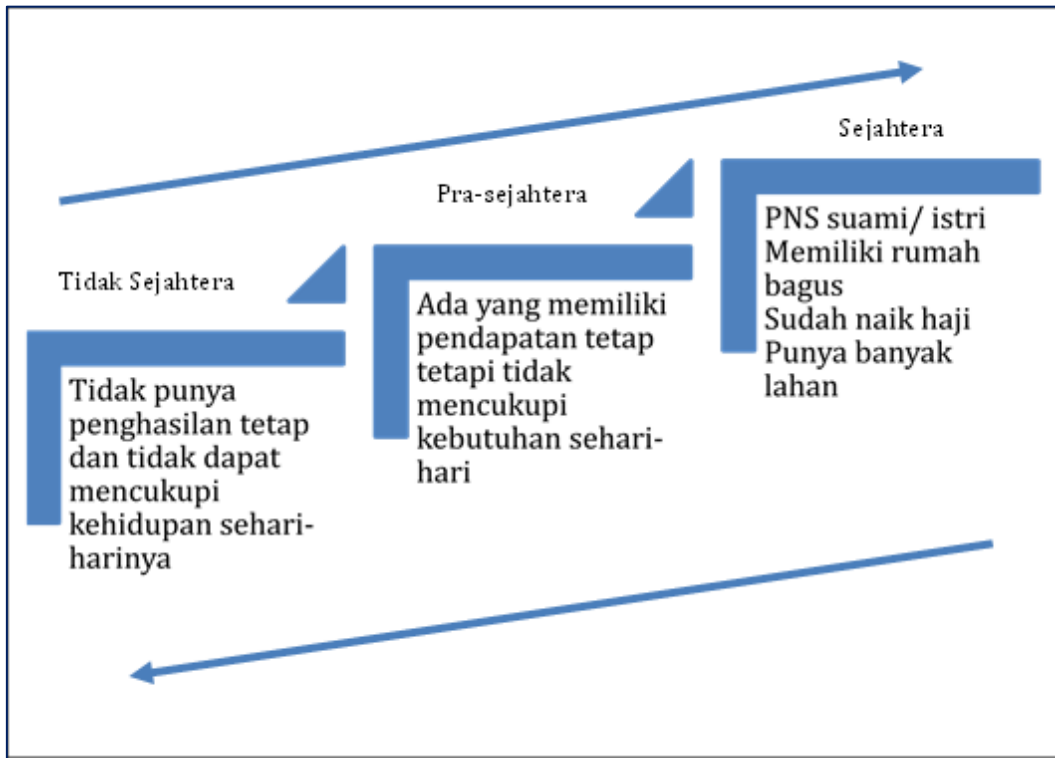 Tidak Sejahtera
Tidak punya
penghasilan tetap
dan tidak dapat
mencukupi
kehidupan sehari-
harinya
Pra-sejahtera
Ada yang memiliki
pendapatan tetap
tetapi tidak
mencukupi
kebutuhan sehari-
hari
Sejahtera
PNS suami/ istri
Memiliki rumah
bagus
Sudah naik haji
Punya banyak
lahan